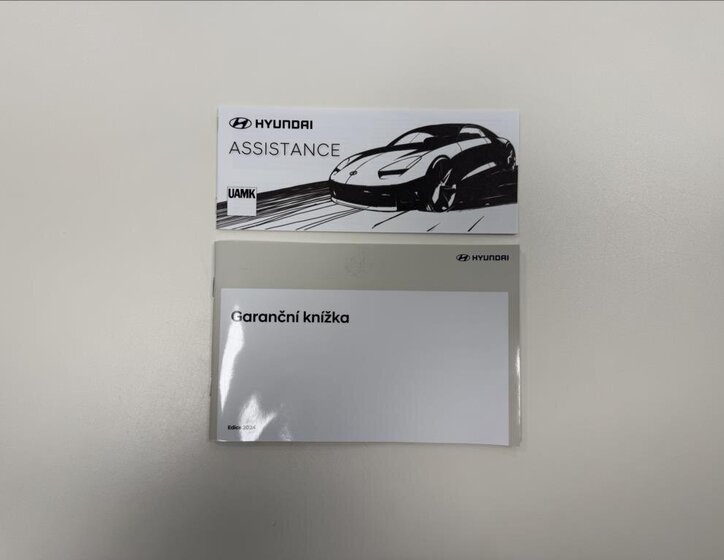 HYUNDAI
ASSISTANCE
UAMK
HYUNDAI
Garanční knížka
Edice 2024